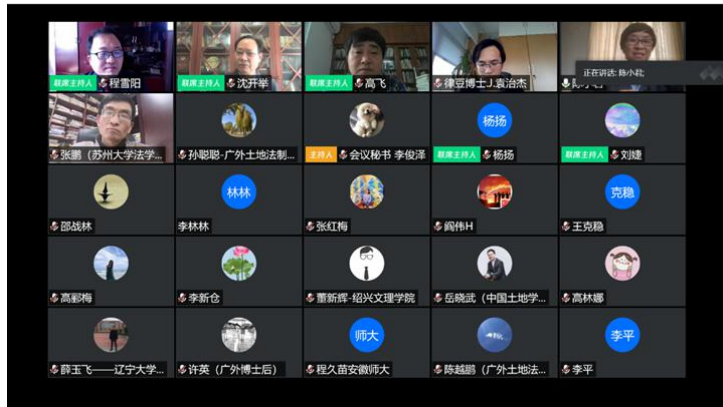 联席主持人 程雪阳
联席主持人 沈开举
联席主持人 高飞
律豆博士J.袁治杰
正在讲话: 陈小君;
张鹏（苏州大学法学...
孙聪聪-广外土地法制...
主持人 会议秘书 李俊泽
杨扬
联席主持人 杨扬
联席主持人 刘婕
邵战林
林林
李林林
张红梅
阎伟H
克稳
王克稳
高郾梅
李新仓
董新辉-绍兴文理学院
岳晓武（中国土地学...
高林娜
薛玉飞——辽宁大学...
许英（广外博士后）
师大
程久苗安徽师大
陈越鹏（广外土地法...
李平
李平